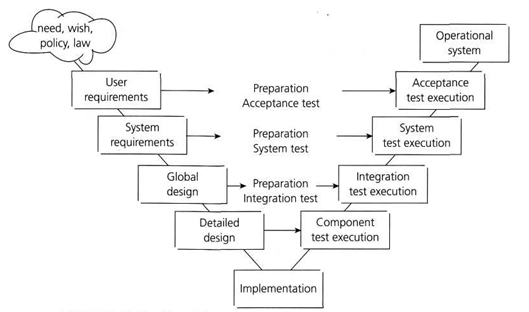 need, wish,
policy, law
Operational
system
User
requirements
Preparation
Acceptance test
Acceptance
test execution
System
requirements
Preparation
System test
System
test execution
Global
design
Preparation
Integration test
Integration
test execution
Detailed
design
Component
test execution
Implementation